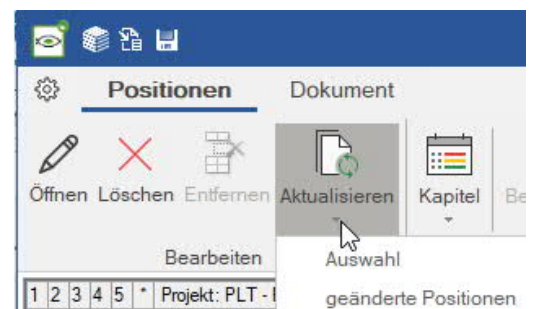 Positionen Dokument
Öffnen Löschen Entfernen Aktualisieren Kapitel
Bearbeiten
Auswahl
1 2 3 4 5 * Projekt: PLT -
geänderte Positionen